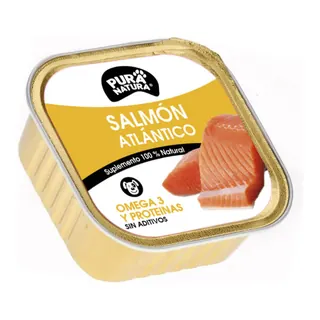 PURA
NATURA
SALMÓN
ATLÁNTICO
Suplemento 100 % Natural
OMEGA 3
Y PROTEINAS
SIN ADITIVOS